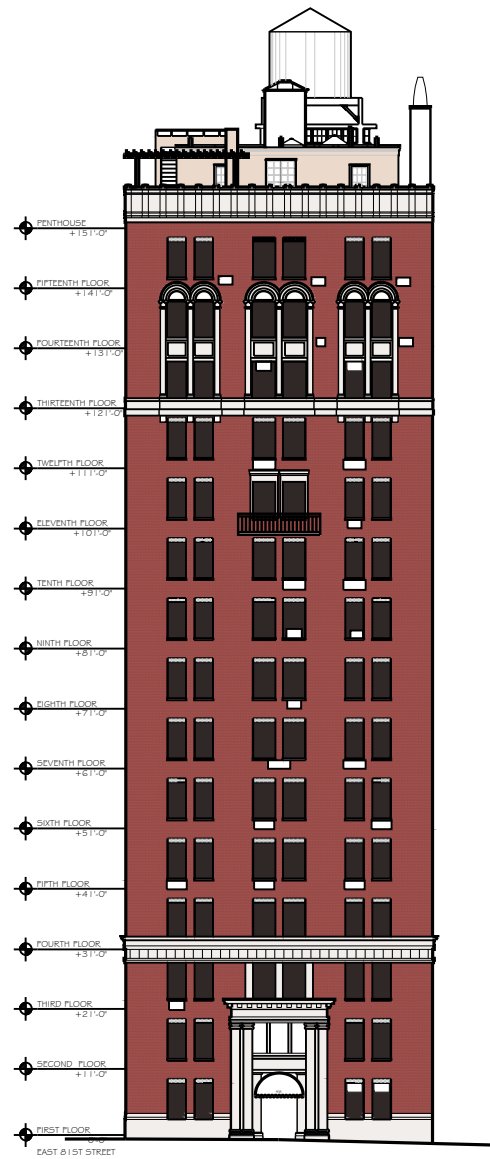 PENTHOUSE
+151'-0"
FIFTEENTH FLOOR
+141'-0"
FOURTEENTH FLOOR
+131'-0"
THIRTEENTH FLOOR
+121'-0"
TWELFTH FLOOR
+111'-0"
ELEVENTH FLOOR
+101'-0"
TENTH FLOOR
+91'-0"
NINTH FLOOR
+81'-0"
EIGHTH FLOOR
+71'-0"
SEVENTH FLOOR
+61'-0"
SIXTH FLOOR
+51'-0"
FIFTH FLOOR
+41'-0"
FOURTH FLOOR
+31'-0"
THIRD FLOOR
+21'-0"
SECOND FLOOR
+11'-0"
FIRST FLOOR
EAST 81ST STREET